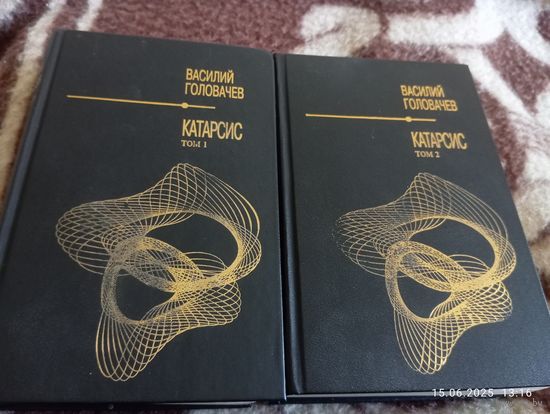 ВАСИЛИЙ
ГОЛОВАЧЕВ
КАТАРСИС
ТОМ 1
ВАСИЛИЙ
ГОЛОВАЧЕВ
КАТАРСИС
ТОМ 2
15.06.2025 13:16